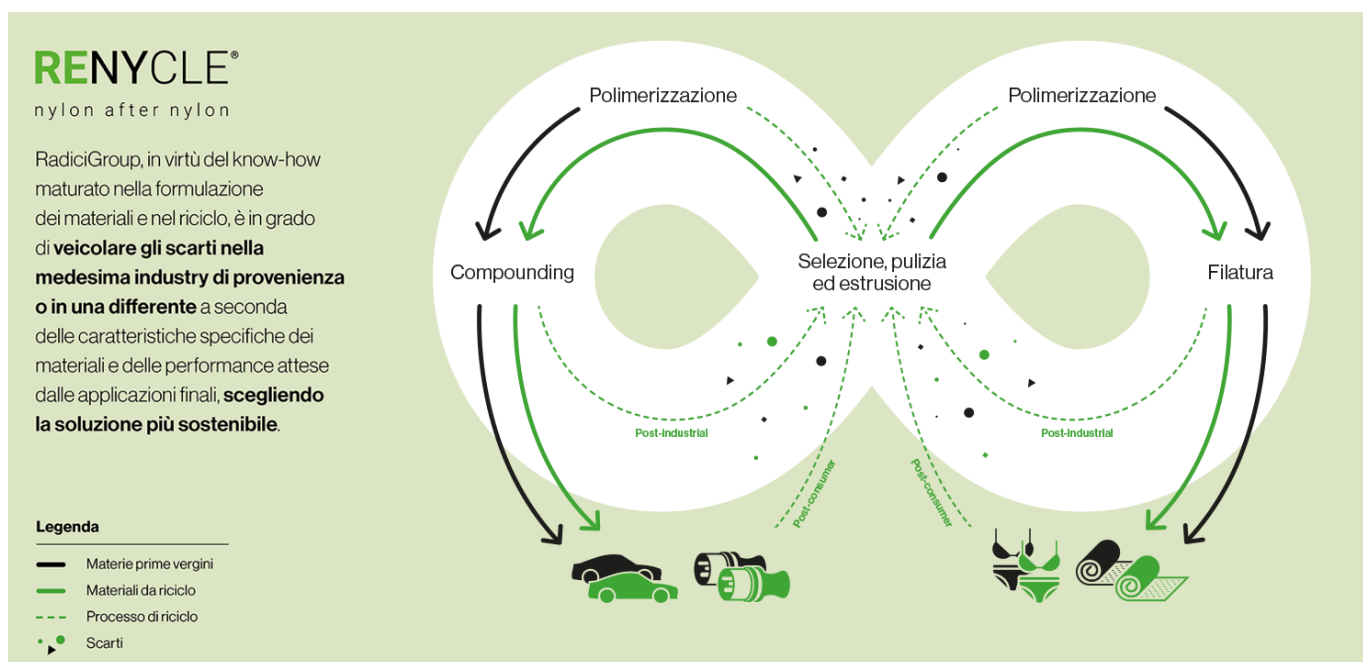 RENYCLE®
nylon after nylon
RadiciGroup, in virtù del know-how
maturato nella formulazione
dei materiali e nel riciclo, è in grado
di veicolare gli scarti nella
medesima industry di provenienza
o in una differente a seconda
delle caratteristiche specifiche dei
materiali e delle performance attese
dalle applicazioni finali, scegliendo
la soluzione più sostenibile.
Legenda
Materie prime vergini
Materiali da riciclo
Processo di riciclo
Scarti
Polimerizzazione
Polimerizzazione
Compounding
Selezione, pulizia
ed estrusione
Filatura
Post-industrial
Post-industrial
Post-consumer
Post-consumer